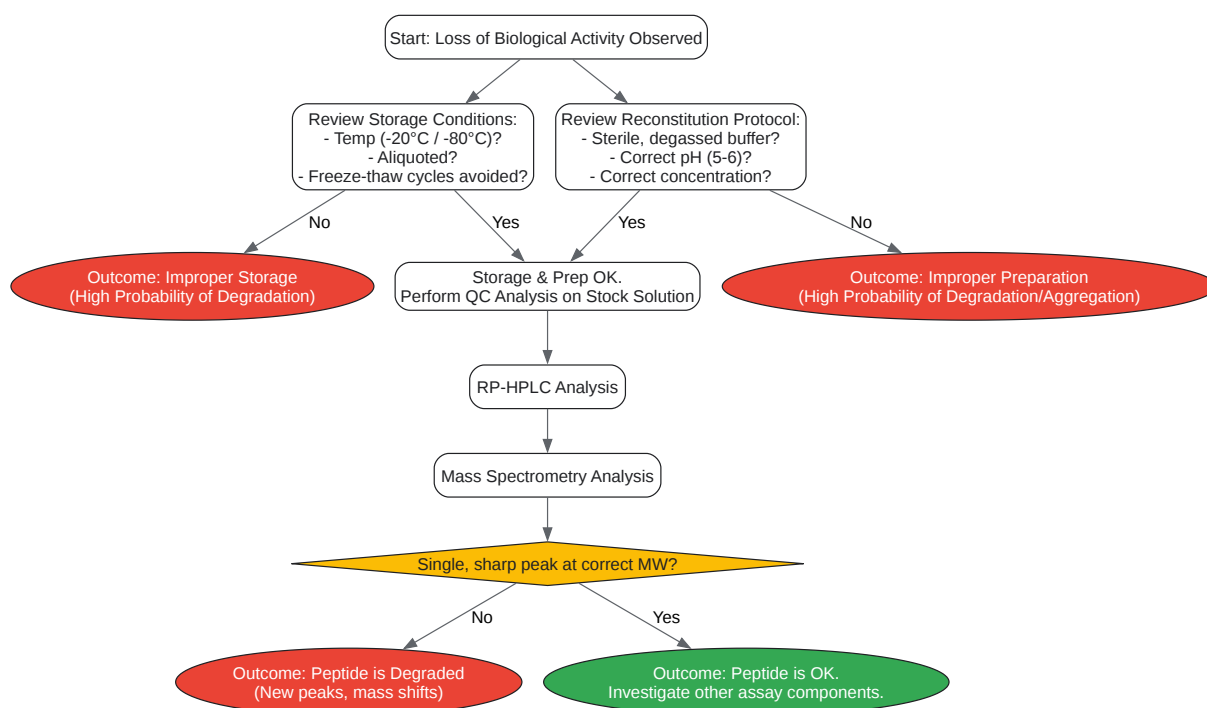 Start: Loss of Biological Activity Observed
Review Storage Conditions:
- Temp (-20°C / -80°C)?
- Aliquoted?
- Freeze-thaw cycles avoided?
Review Reconstitution Protocol:
- Sterile, degassed buffer?
- Correct pH (5-6)?
- Correct concentration?
No
Yes
Yes
No
Outcome: Improper Storage
(High Probability of Degradation)
Storage & Prep OK.
Perform QC Analysis on Stock Solution
Outcome: Improper Preparation
(High Probability of Degradation/Aggregation)
RP-HPLC Analysis
Mass Spectrometry Analysis
Single, sharp peak at correct MW?
No
Yes
Outcome: Peptide is Degraded
(New peaks, mass shifts)
Outcome: Peptide is OK.
Investigate other assay components.